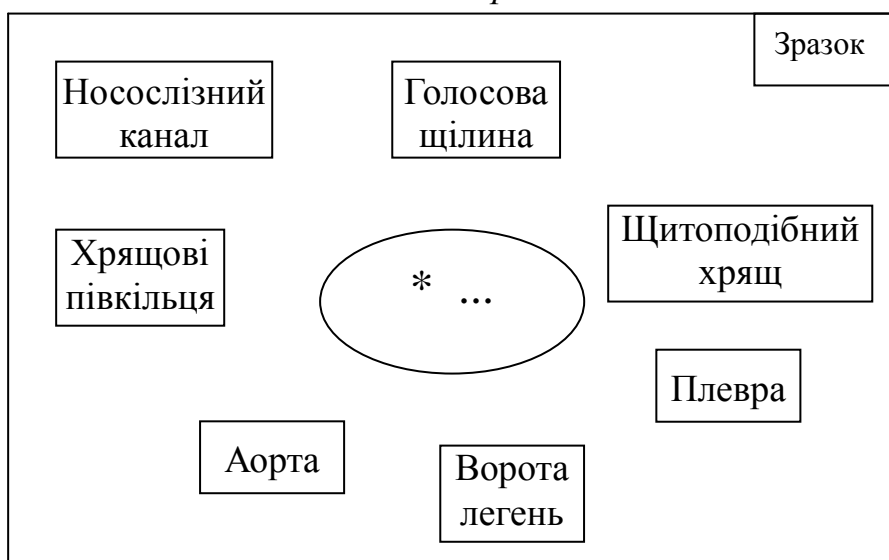 Зразок
Носослізний
канал
Голосова
щілина
Хрящові
півкільця
* ...
Щитоподібний
хрящ
Плевра
Аорта
Ворота
легень